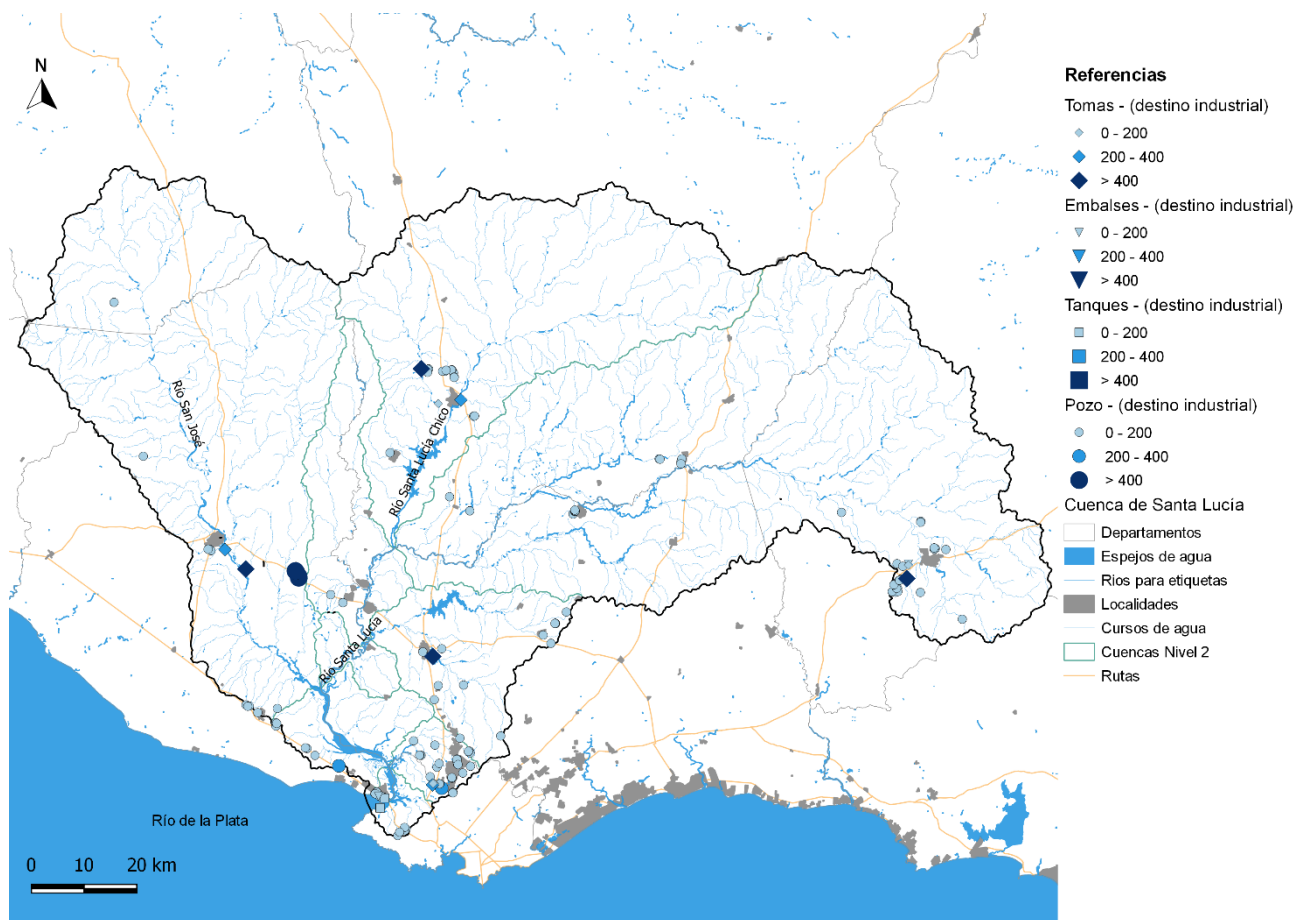 N
Río San José
Río Santa Lucía Chico
Río Santa Lucía
Río de la Plata
0 10 20 km
Referencias
Tomas - (destino industrial)
0 - 200
200 - 400
> 400
Embalses - (destino industrial)
0 - 200
200 - 400
> 400
Tanques - (destino industrial)
0 - 200
200 - 400
> 400
Pozo - (destino industrial)
0 - 200
200 - 400
> 400
Cuenca de Santa Lucía
Departamentos
Espejos de agua
Rios para etiquetas
Localidades
Cursos de agua
Cuencas Nivel 2
Rutas